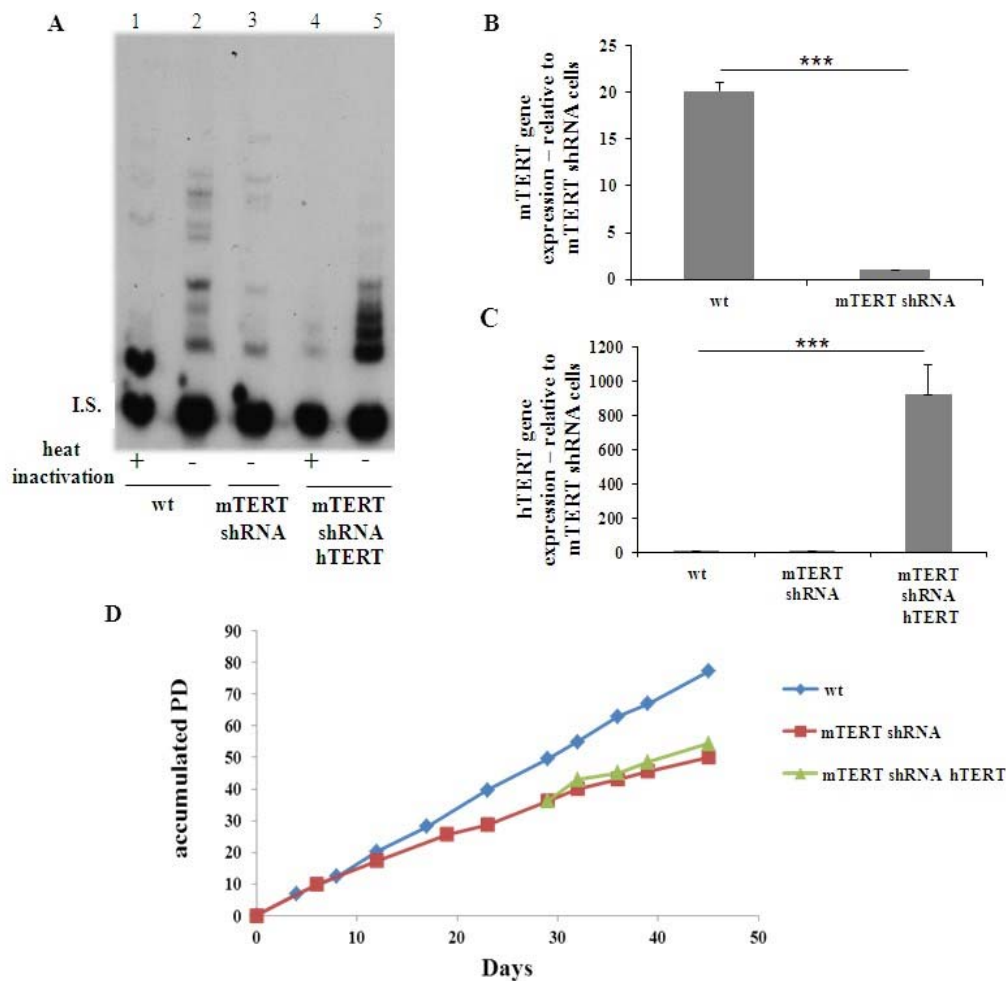 A
1 2 3 4 5
I.S.
heat
inactivation
+ - - + -
wt
mTERT
shRNA
mTERT
shRNA
hTERT
B
mTERT gene
expression – relative to
mTERT shRNA cells
25
20
15
10
5
0
***
wt
mTERT shRNA
C
hTERT gene
expression – relative to
mTERT shRNA cells
1200
1000
800
600
400
200
0
***
wt
mTERT
shRNA
mTERT
shRNA
hTERT
D
accumulated PD
90
80
70
60
50
40
30
20
10
0
0 10 20 30 40 50
Days
wt
mTERT shRNA
mTERT shRNA hTERT